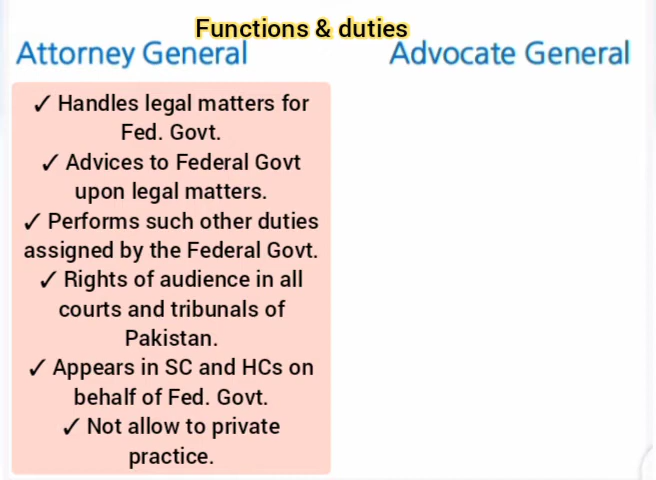 Functions & duties
Attorney General
Advocate General
✓ Handles legal matters for
Fed. Govt.
✓ Advices to Federal Govt
upon legal matters.
✓ Performs such other duties
assigned by the Federal Govt.
✓ Rights of audience in all
courts and tribunals of
Pakistan.
✓ Appears in SC and HCs on
behalf of Fed. Govt.
✓ Not allow to private
practice.